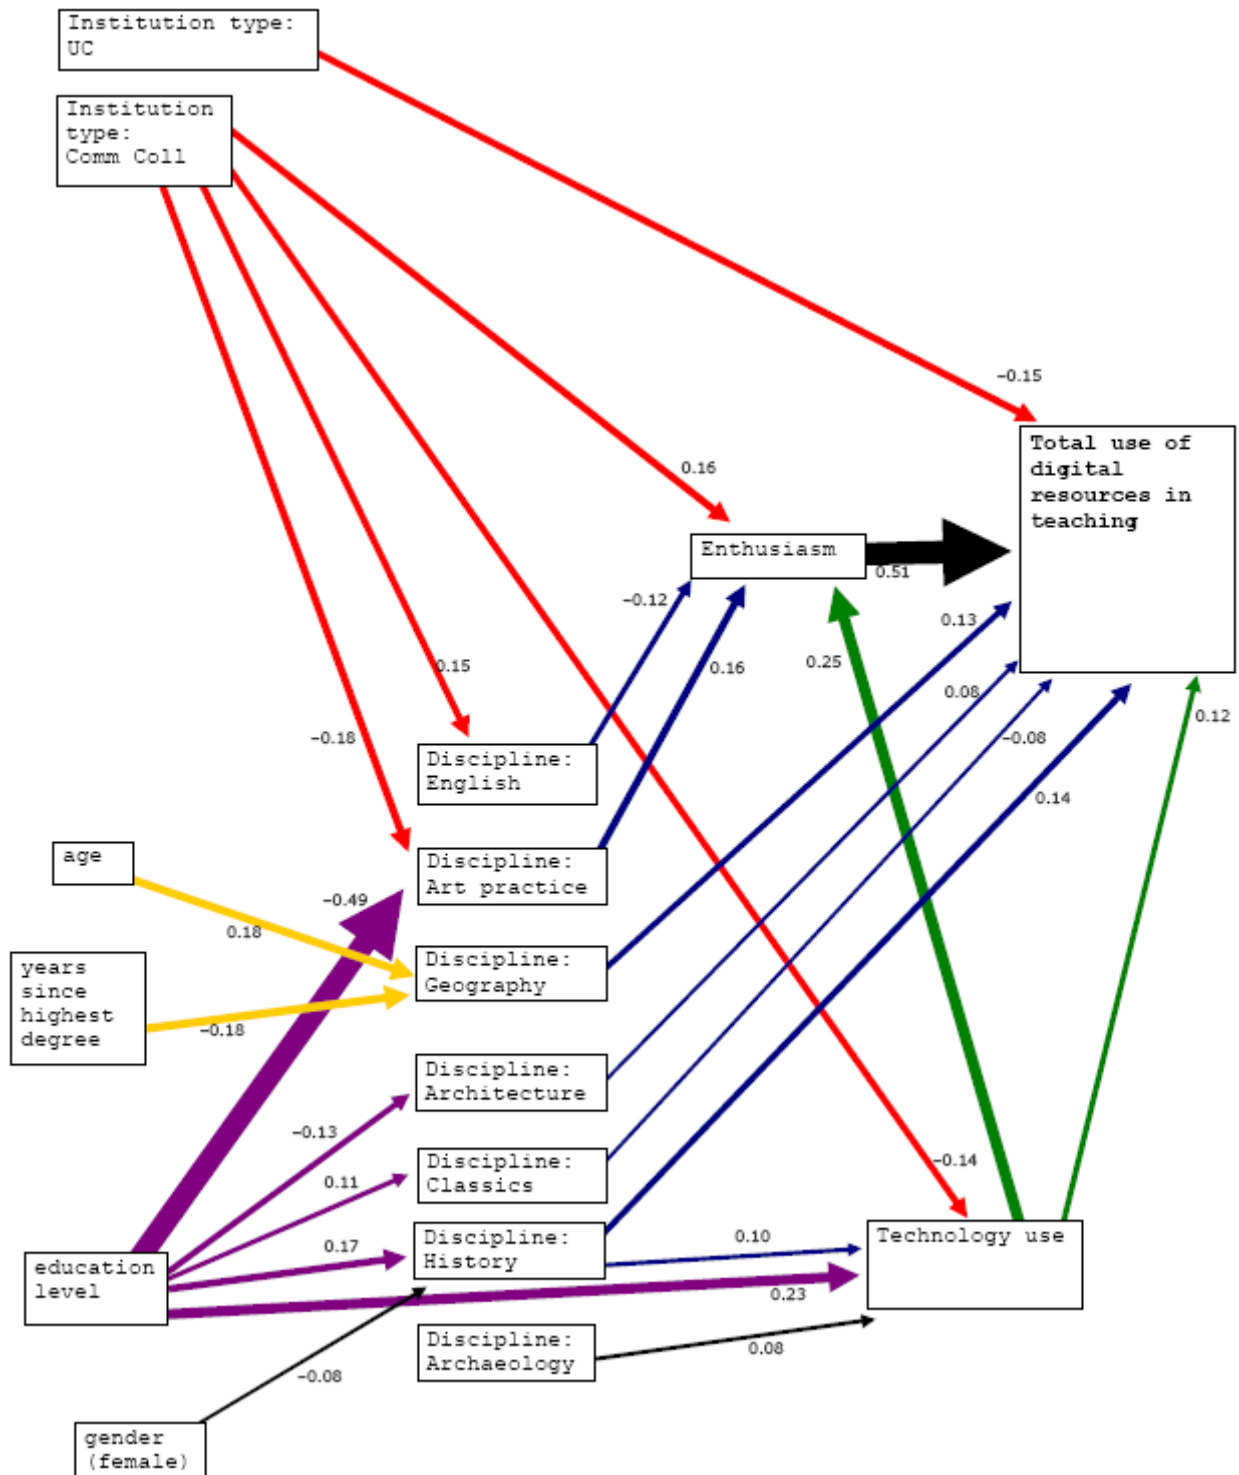 Institution type:
UC
Institution
type:
Comm Coll
-0.15
Total use of
digital
resources in
teaching
0.16
Enthusiasm
0.51
-0.12
0.13
0.16
0.25
0.08
0.15
0.12
-0.18
-0.08
Discipline:
English
0.14
age
Discipline:
Art practice
-0.49
0.18
years
since
highest
degree
Discipline:
Geography
-0.18
Discipline:
Architecture
-0.13
Discipline:
Classics
-0.14
0.11
Discipline:
History
Technology use
0.10
0.17
education
level
0.23
Discipline:
Archaeology
0.08
-0.08
gender
(female)